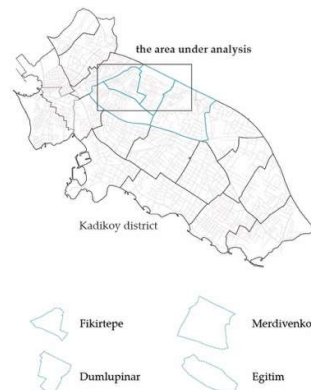 the area under analysis
Kadikoy district
Fikirtepe
Merdivenko
Dumlupinar
Egitim